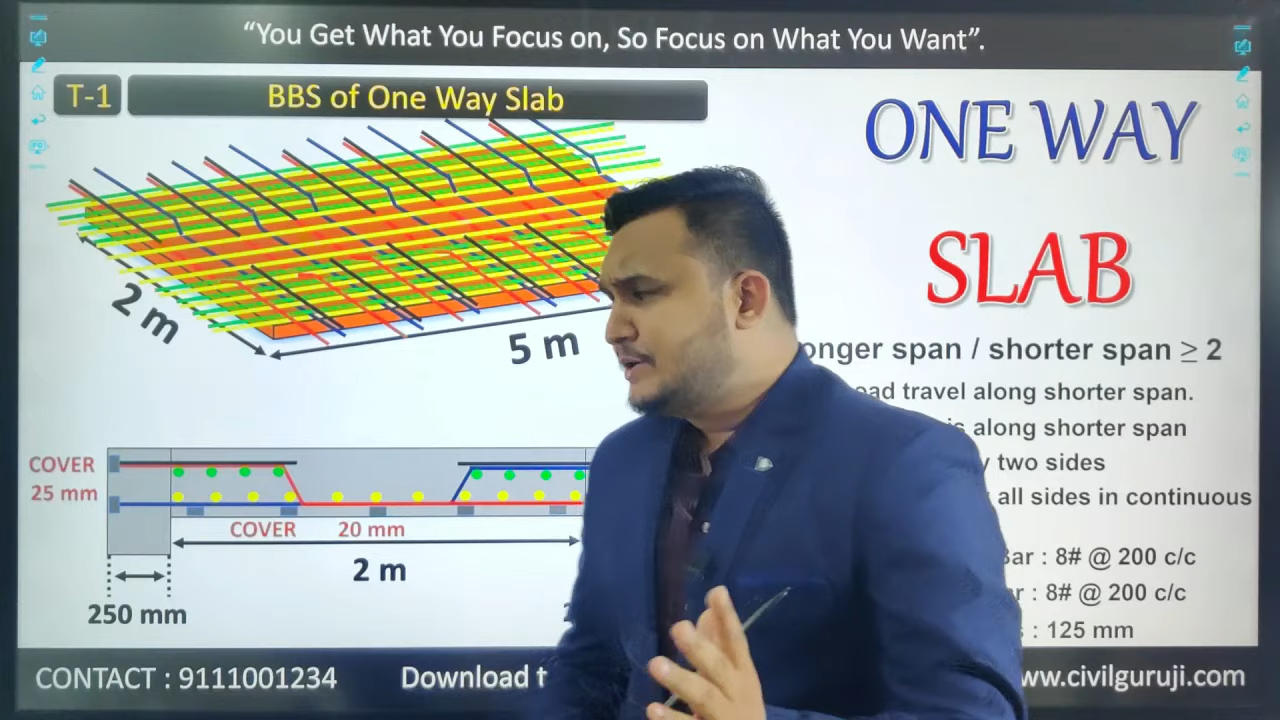 “You Get What You Focus on, So Focus on What You Want”.
T-1
BBS of One Way Slab
ONE WAY
SLAB
2 m
5 m
span / shorter span ≥ 2
travel along shorter span.
along shorter span
two sides
all sides in continuous
: 8# @ 200 c/c
: 8# @ 200 c/c
: 125 mm
COVER
25 mm
COVER 20 mm
2 m
250 mm
CONTACT : 9111001234
Download
www.civilguruji.com